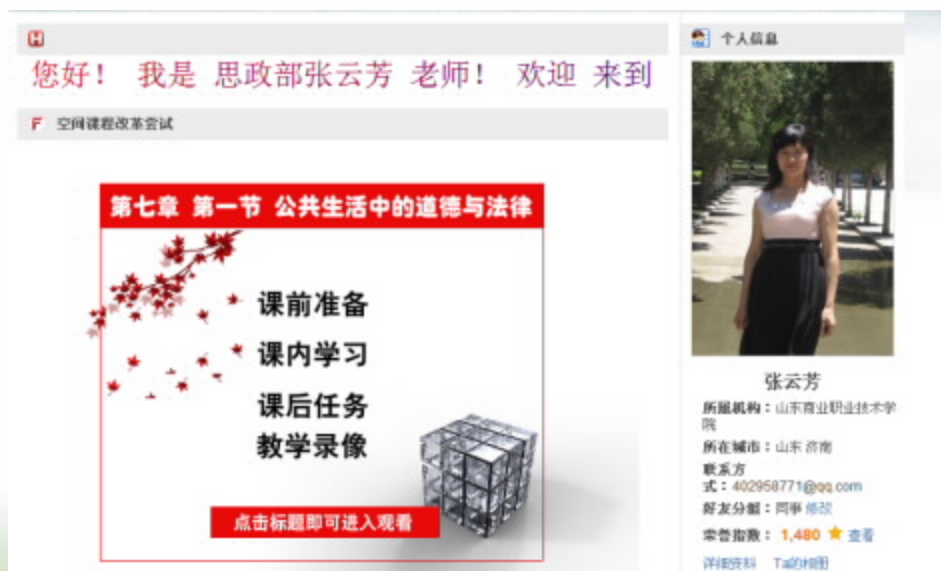 您好！ 我是 思政部张云芳 老师！ 欢迎 来到
空间课程改革尝试
第七章 第一节 公共生活中的道德与法律
课前准备
课内学习
课后任务
教学录像
点击标题即可进入观看
个人信息
张云芳
所属机构：山东商业职业技术学
院
所在城市：山东 济南
联系方
式：402958771@qq.com
好友分组：同事 修改
荣誉指数：1,480 查看
详细资料 Ta的相册